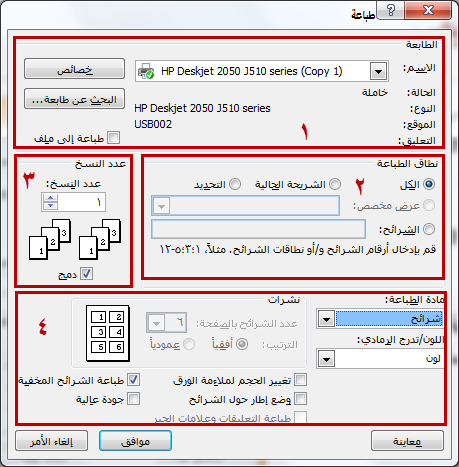 طباعة
الطابعة
الاسم: HP Deskjet 2050 J510 series (Copy 1) خصائص
الحالة: خاملة
النوع: HP Deskjet 2050 J510 series البحث عن طابعة...
الموقع: USB002
التعليق: ١ طباعة إلى ملف
نطاق الطباعة
الكل الشريحة الحالية التحديد ٢
عرض مخصص:
الشرائح:
قم بإدخال أرقام الشرائح و/أو نطاقات الشرائح. مثلاً، ١؛٣؛٥-١٢
عدد النسخ
٣ عدد النسخ:
١
1 2 3 1 2 3
دمج
مادة الطباعة:
شرائح
اللون/تدرج الرمادي:
لون
نشرات
عدد الشرائح بالصفحة: ٦
الترتيب: أفقياً عمودياً
1 2
3 4
5 6
٤
تغيير الحجم لملاءمة الورق طباعة الشرائح المخفية
وضع إطار حول الشرائح جودة عالية
طباعة التعليقات وعلامات الحبر
معاينة موافق إلغاء الأمر